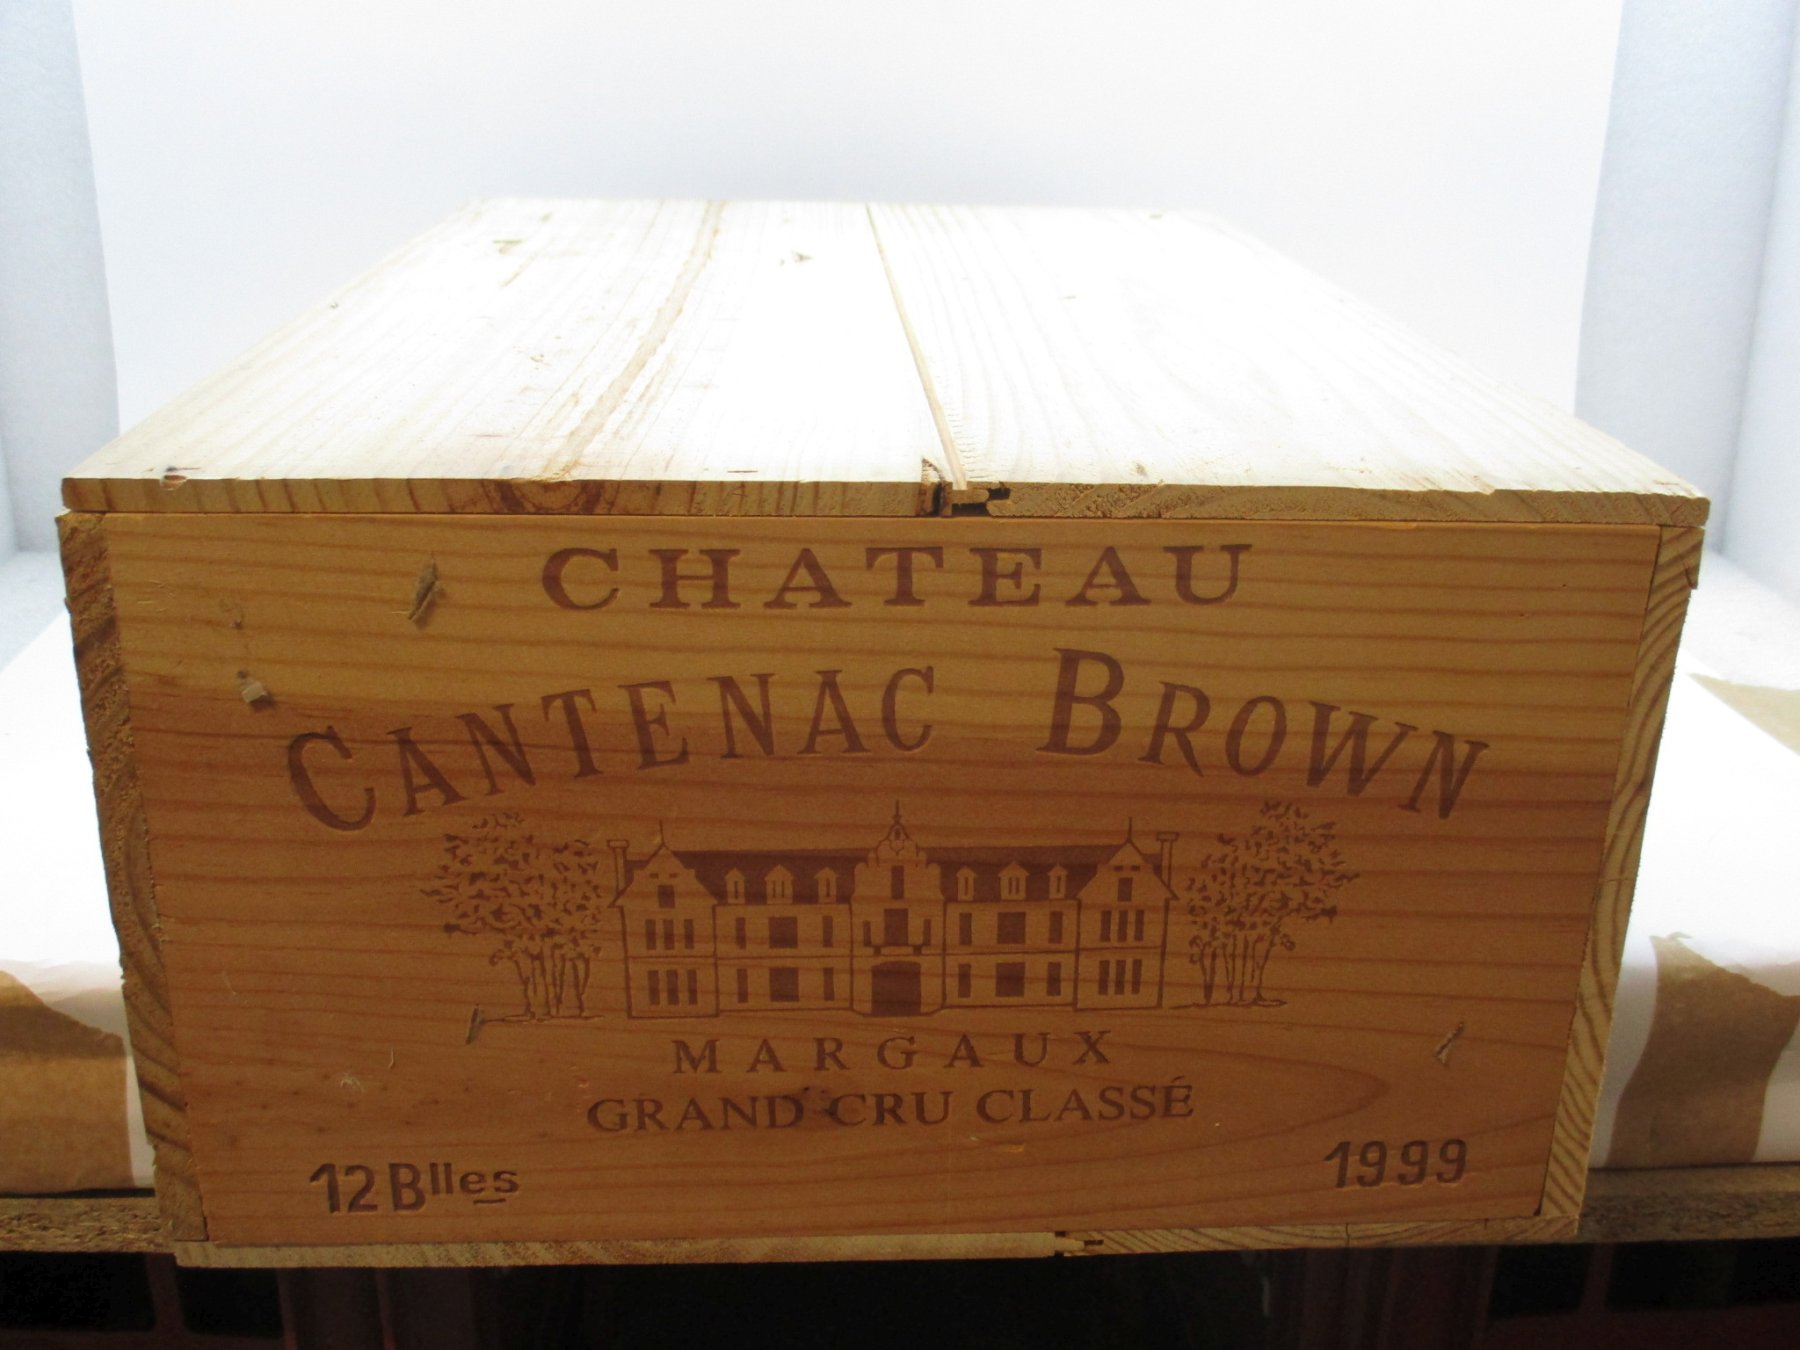 CHATEAU
CANTENAC BROWN
MARGAUX
GRAND CRU CLASSÉ
12 Blles 1999